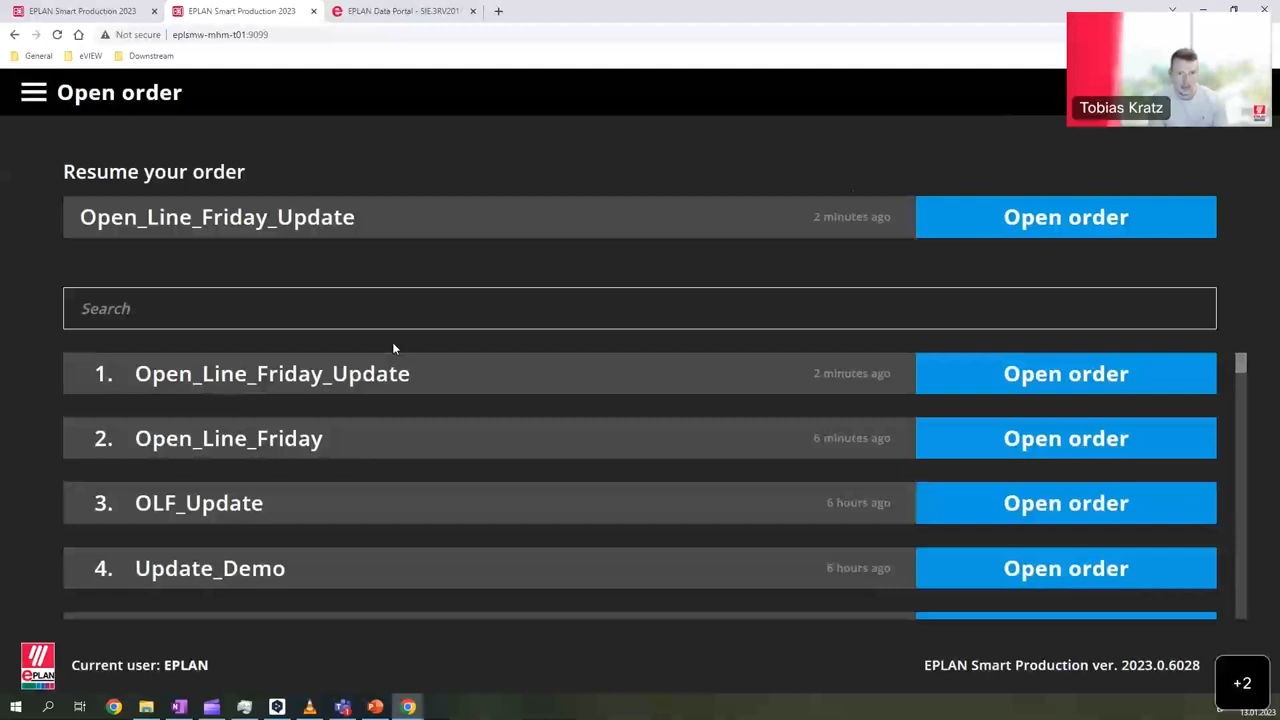 EPLAN Smart Production 2023
EPLAN Smart Production 2023
EPLAN Data Portal - SIE.3RV201
Not secure
eplsmw-mhm-t01:9099
General
eVIEW
Downstream
Open order
Tobias Kratz
Resume your order
Open_Line_Friday_Update
2 minutes ago
Open order
Search
1. Open_Line_Friday_Update
2 minutes ago
Open order
2. Open_Line_Friday
6 minutes ago
Open order
3. OLF_Update
6 hours ago
Open order
4. Update_Demo
6 hours ago
Open order
ePLAN
Current user: EPLAN
EPLAN Smart Production ver. 2023.0.6028
+2
13.01.2023